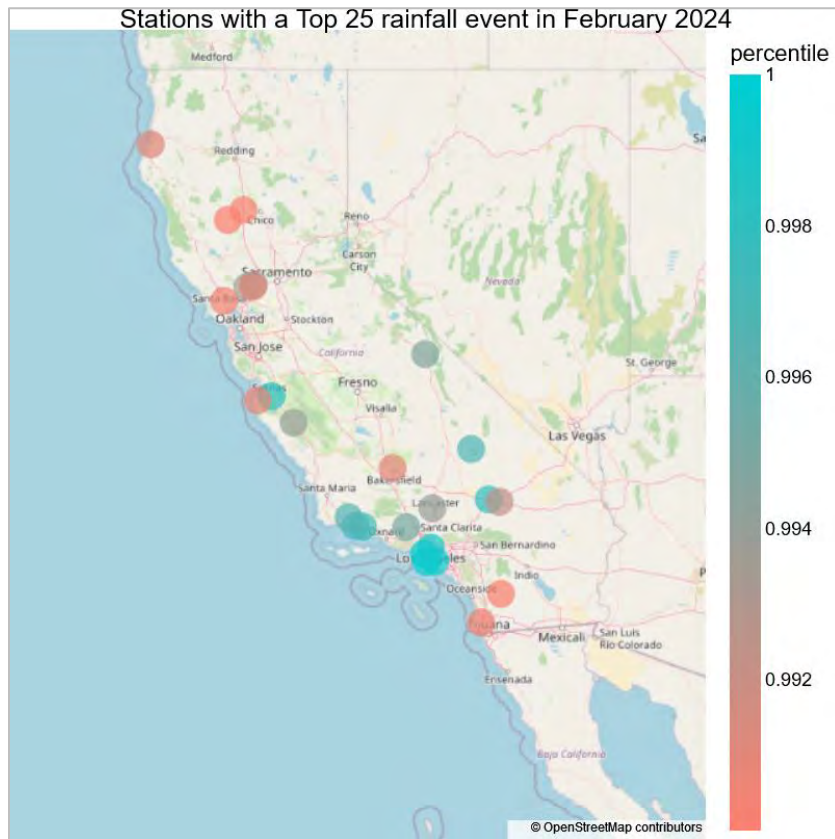 Stations with a Top 25 rainfall event in February 2024
percentile
1
0.998
0.996
0.994
0.992
Medford
Redding
Chico
Reno
Carson
City
Sacramento
Santa
Oakland
Stockton
San Jose
California
Nevada
Fresno
Visalia
St. George
Las Vegas
Bakersfield
Santa Maria
Lancaster
Santa Clarita
San Bernardino
Indio
Oceanside
Mexicali
San Luis
Rio Colorado
Ensenada
Baja California
© OpenStreetMap contributors